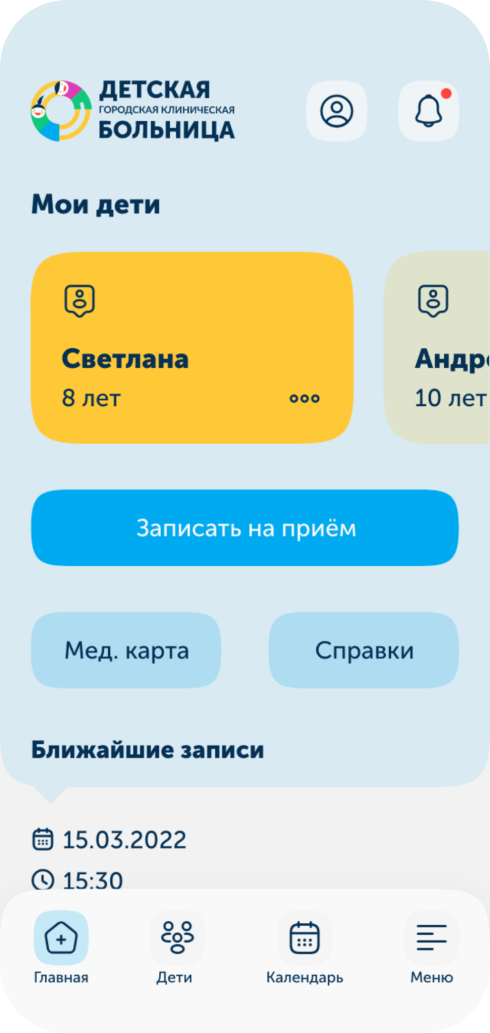 ДЕТСКАЯ
ГОРОДСКАЯ КЛИНИЧЕСКАЯ
БОЛЬНИЦА
Мои дети
Светлана
8 лет
Андр
10 лет
Записать на приём
Мед. карта
Справки
Ближайшие записи
15.03.2022
15:30
Главная
Дети
Календарь
Меню